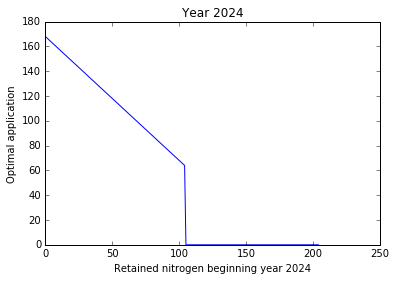 Year 2024
180
160
140
120
100
80
60
40
20
0
Optimal application
0 50 100 150 200 250
Retained nitrogen beginning year 2024